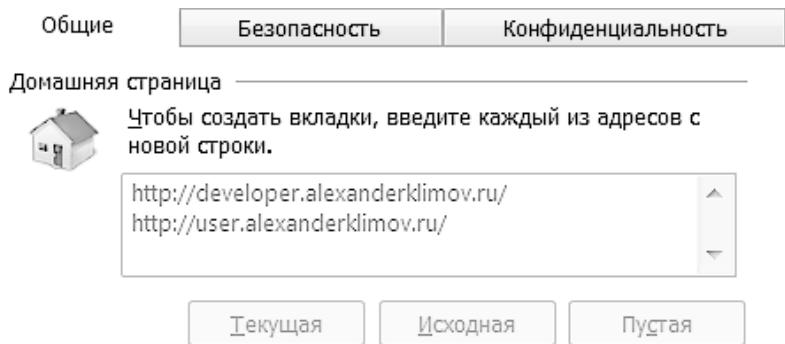 Общие Безопасность Конфиденциальность
Домашняя страница
Чтобы создать вкладки, введите каждый из адресов с
новой строки.
http://developer.alexanderklimov.ru/
http://user.alexanderklimov.ru/
Текущая Исходная Пустая